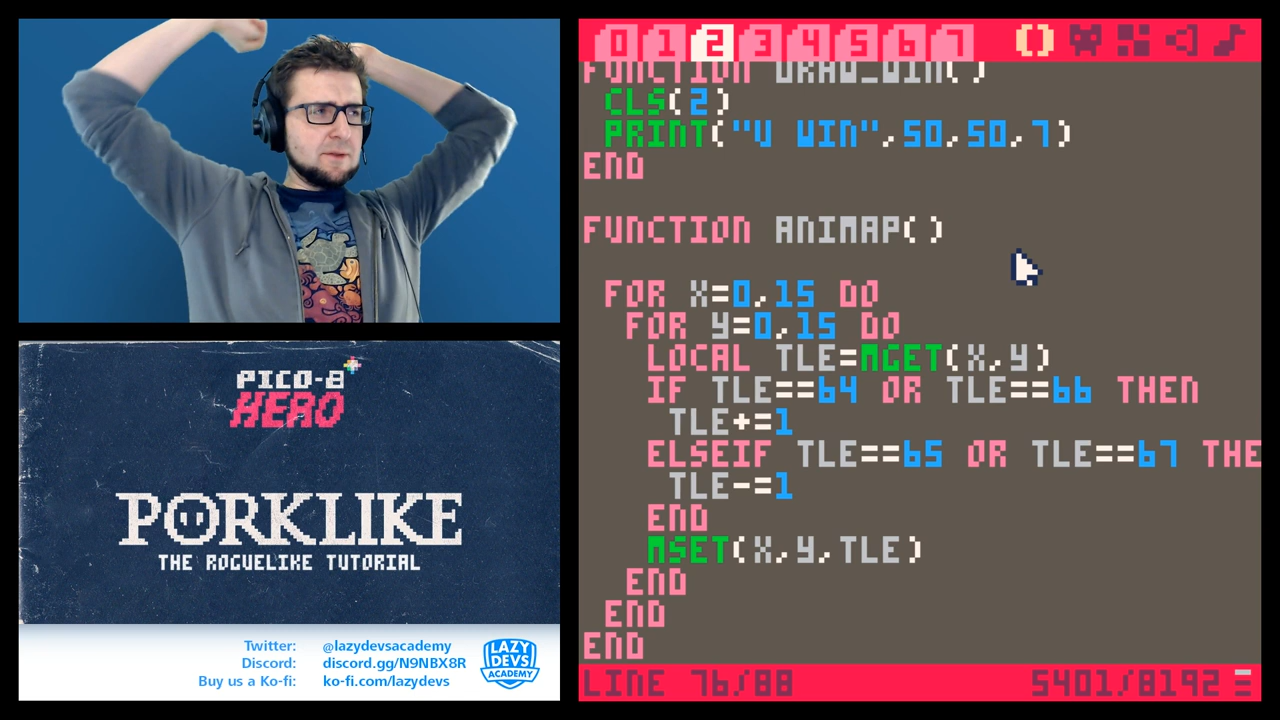 PICO-8
HERO
PORKLIKE
THE ROGUELIKE TUTORIAL
Twitter: @lazydevsacademy
Discord: discord.gg/N9NBX8R
Buy us a Ko-fi: ko-fi.com/lazydevs
LAZY
DEVS
ACADEMY
0 1 2 3 4 5 6 7
FUNCTION DRAW_WIN()
CLS(2)
PRINT("U WIN",50,50,7)
END
FUNCTION ANIMAP()
FOR X=0,15 DO
FOR Y=0,15 DO
LOCAL TLE=MGET(X,Y)
IF TLE==64 OR TLE==66 THEN
TLE+=1
ELSEIF TLE==65 OR TLE==67 THE
TLE-=1
END
MSET(X,Y,TLE)
END
END
END
LINE 76/88 5401/8192